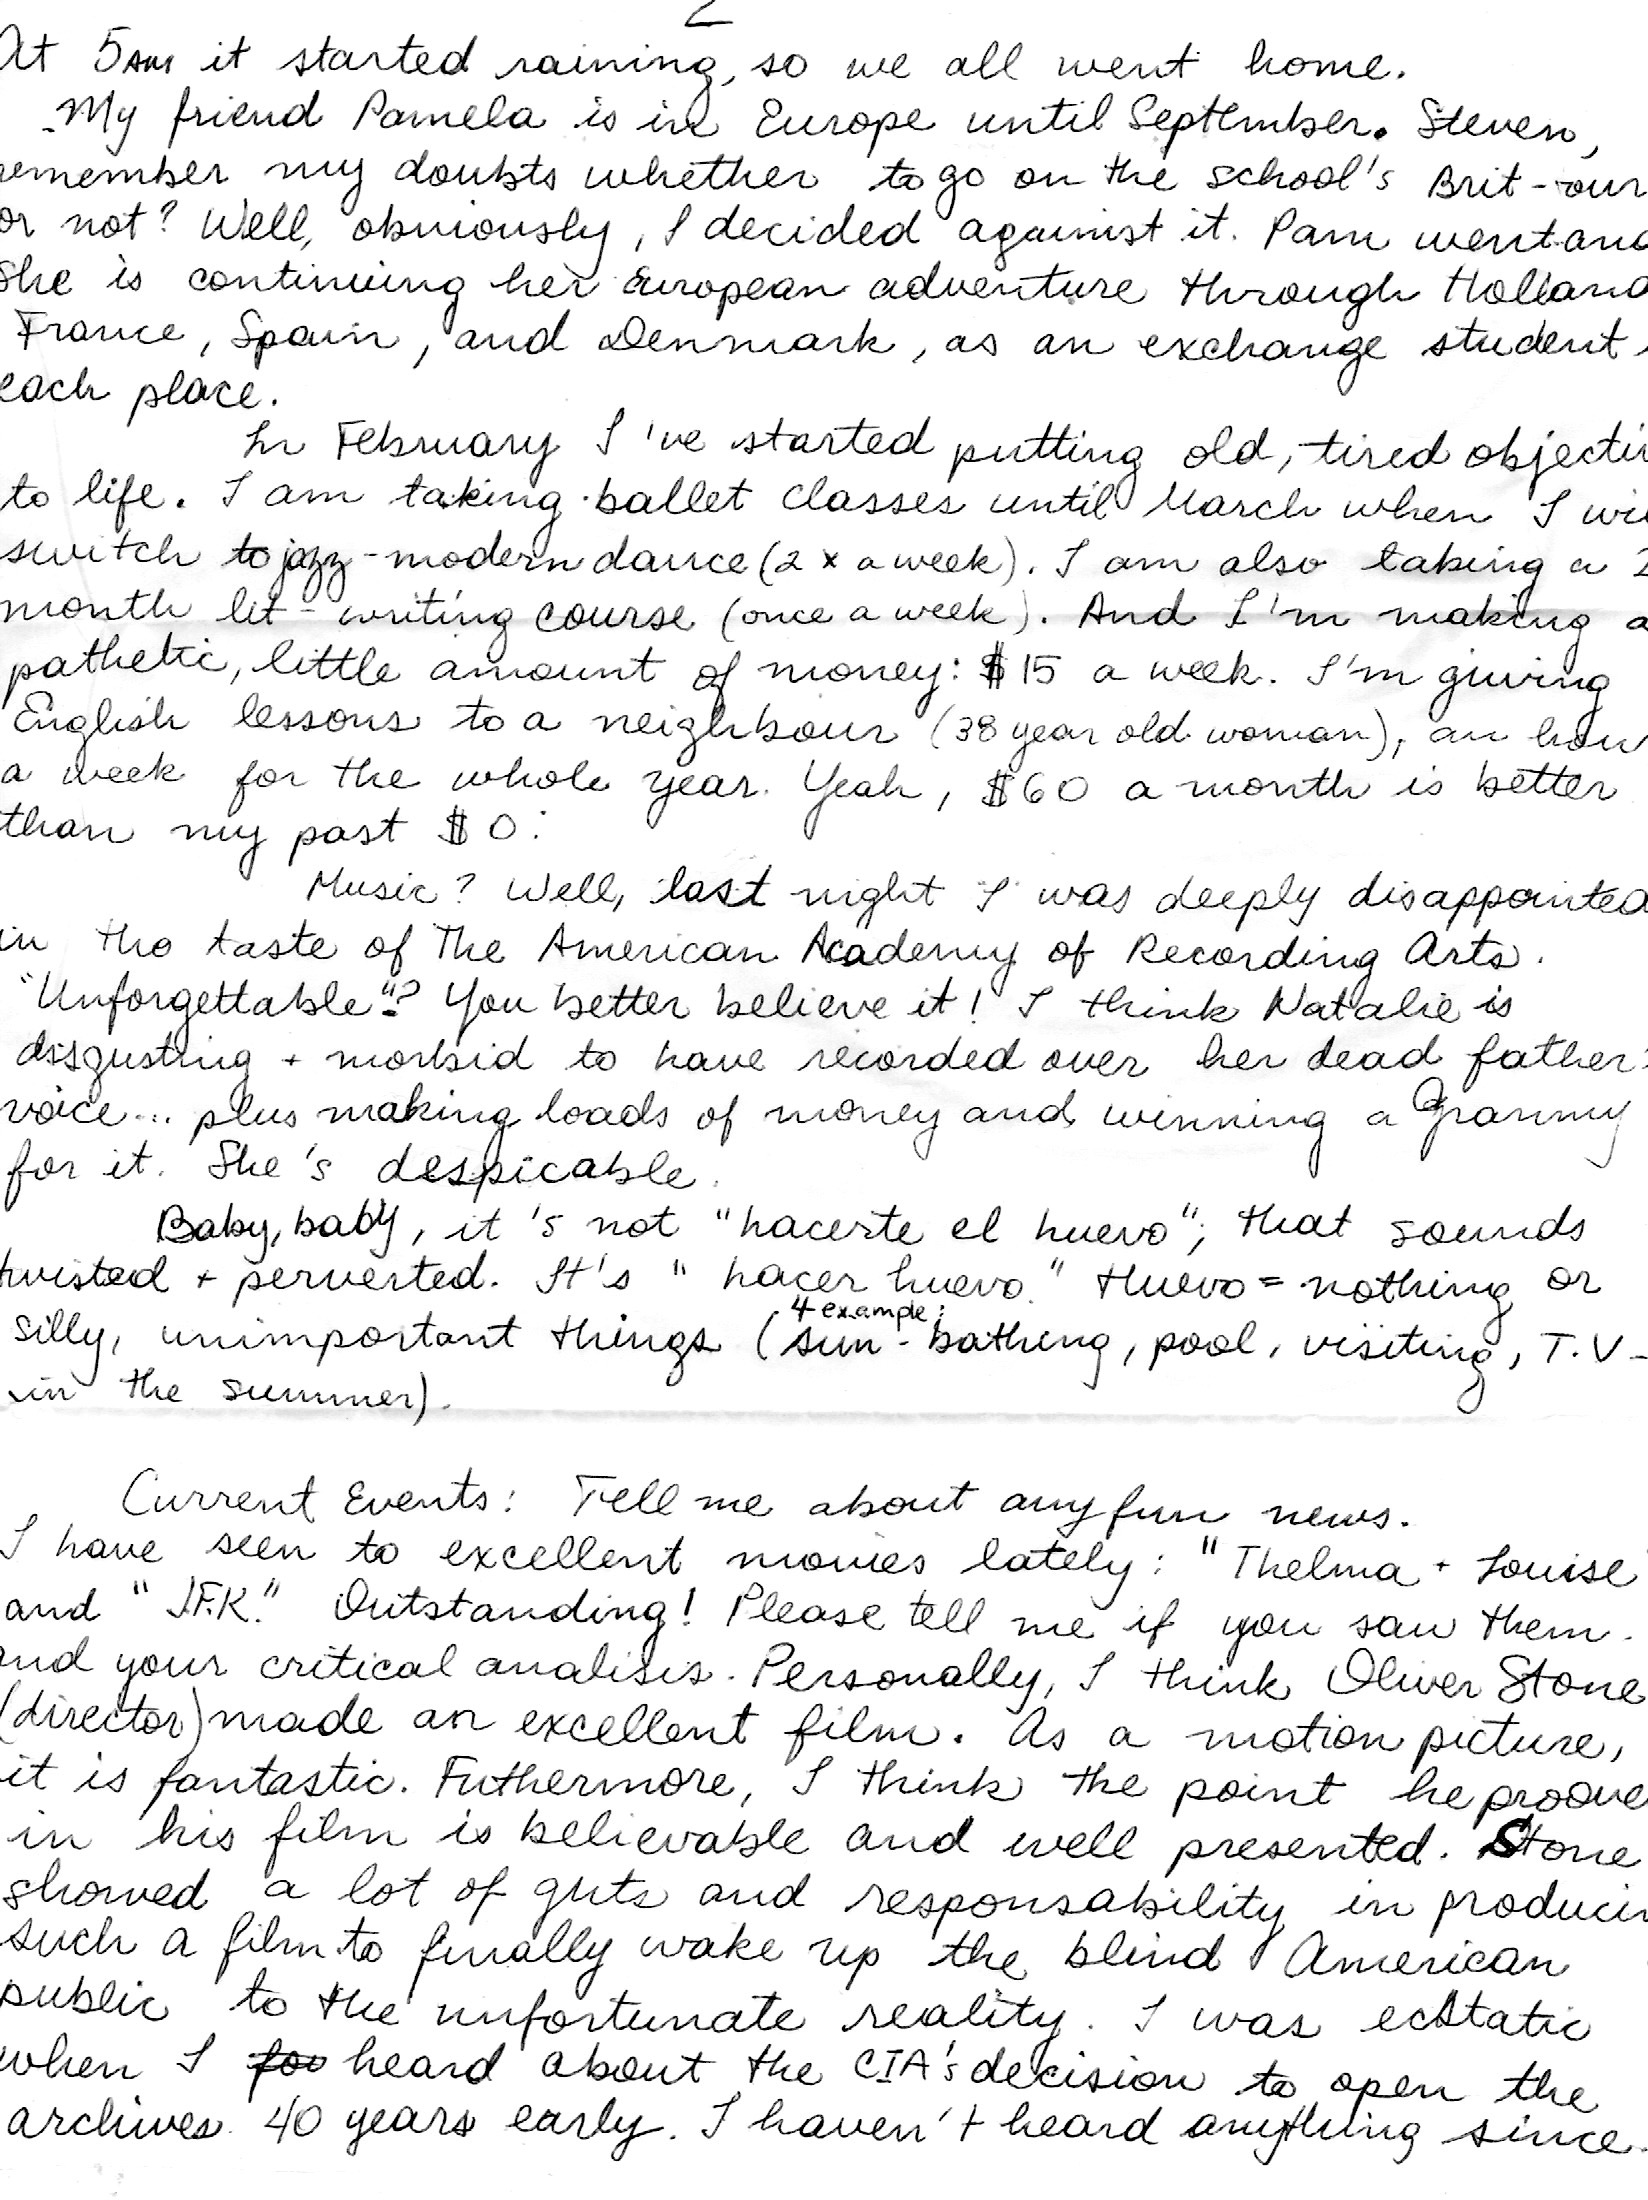 2
At 5AM it started raining, so we all went home.
My friend Pamela is in Europe until September. Steven,
remember my doubts whether to go on the school's Brit-our
or not? Well, obviously, I decided against it. Pam went and
She is continuing her European adventure through Holland
France, Spain, and Denmark, as an exchange student
each place.
In February I've started putting old, tired objectiv
to life. I am taking ballet classes until March when I wi
switch to jazz-modern dance (2 x a week). I am also taking a 2
month lit-writing course (once a week). And I'm making a
pathetic, little amount of money: $15 a week. I'm giving
English lessons to a neighbour (38 year old woman), an hour
a week for the whole year. Yeah, $60 a month is better
than my past $0.
Music? Well, last night I was deeply disappointed
in the taste of The American Academy of Recording Arts.
"Unforgettable"? You better believe it! I think Natalie is
disgusting + morbid to have recorded over her dead father's
voice... plus making loads of money and winning a Grammy
for it. She's despicable.
Baby, baby, it's not "hacerte el huevo"; that sounds
twisted + perverted. It's "hacer huevo." Huevo = nothing or
silly, unimportant things (4 example: sun-bathing, pool, visiting, T.V-
in the summer).
Current Events: Tell me about any fun news.
I have seen to excellent movies lately: "Thelma + Louise"
and "J.F.K." Outstanding! Please tell me if you saw them.
and your critical analisis. Personally, I think Oliver Stone
(director) made an excellent film. As a motion picture,
it is fantastic. Futhermore, I think the point he proove
in his film is believable and well presented. Stone
showed a lot of guts and responsability in producin
such a film to finally wake up the blind American
public to the unfortunate reality. I was ecstatic
when I heard about the CIA's decision to open the
archives 40 years early. I haven't heard anything since.